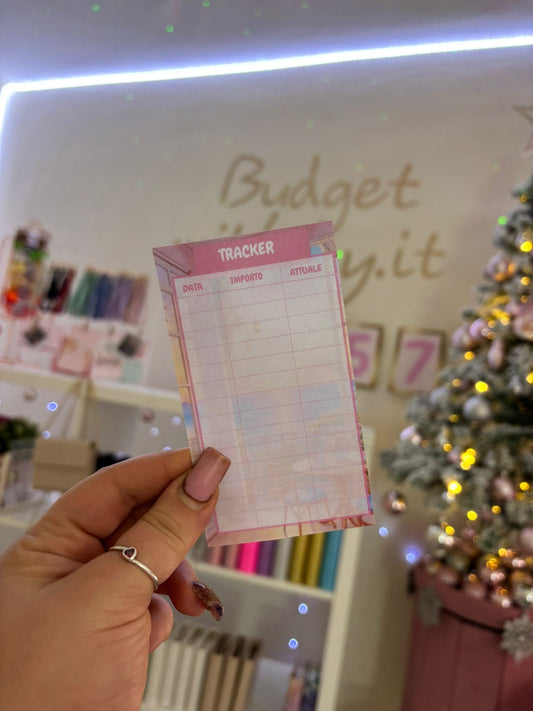 Budget
y.it
TRACKER
DATA IMPORTO ATTUALE
5 7